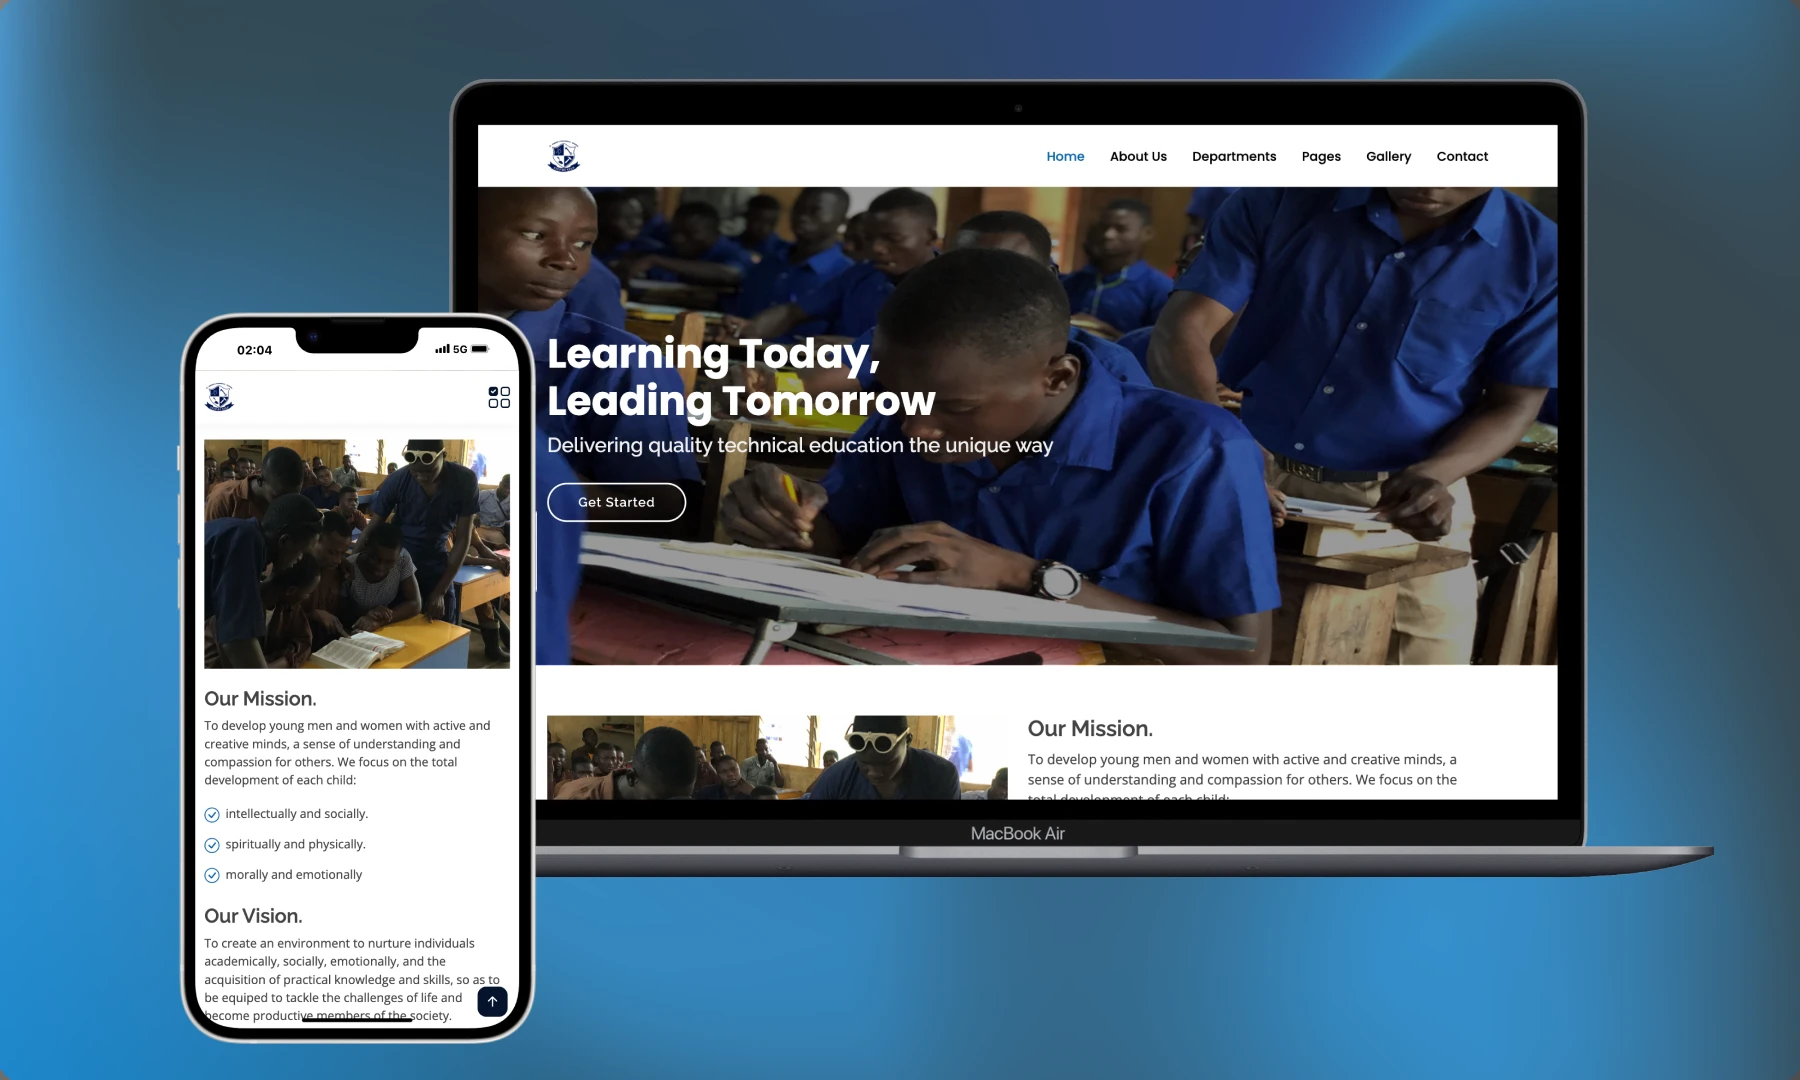 Home About Us Departments Pages Gallery Contact
Learning Today,
Leading Tomorrow
Delivering quality technical education the unique way
Get Started
Our Mission.
To develop young men and women with active and creative minds, a
sense of understanding and compassion for others. We focus on the
total development of each child:
MacBook Air
02:04
5G
Our Mission.
To develop young men and women with active and
creative minds, a sense of understanding and
compassion for others. We focus on the total
development of each child:
intellectually and socially.
spiritually and physically.
morally and emotionally
Our Vision.
To create an environment to nurture individuals
academically, socially, emotionally, and the
acquisition of practical knowledge and skills, so as to
be equiped to tackle the challenges of life and
become productive members of the society.